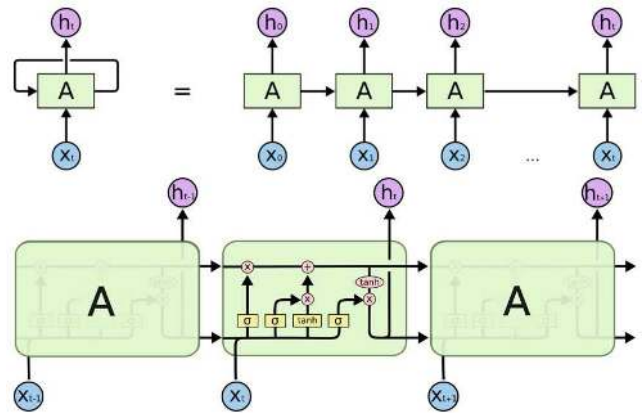 hₜ h₀ h₁ h₂ hₜ
A = A A A A
xₜ x₀ x₁ x₂ ... xₜ
hₜ₋₁ hₜ hₜ₊₁
A x + tanh A
x x
σ σ tanh σ
xₜ₋₁ xₜ xₜ₊₁